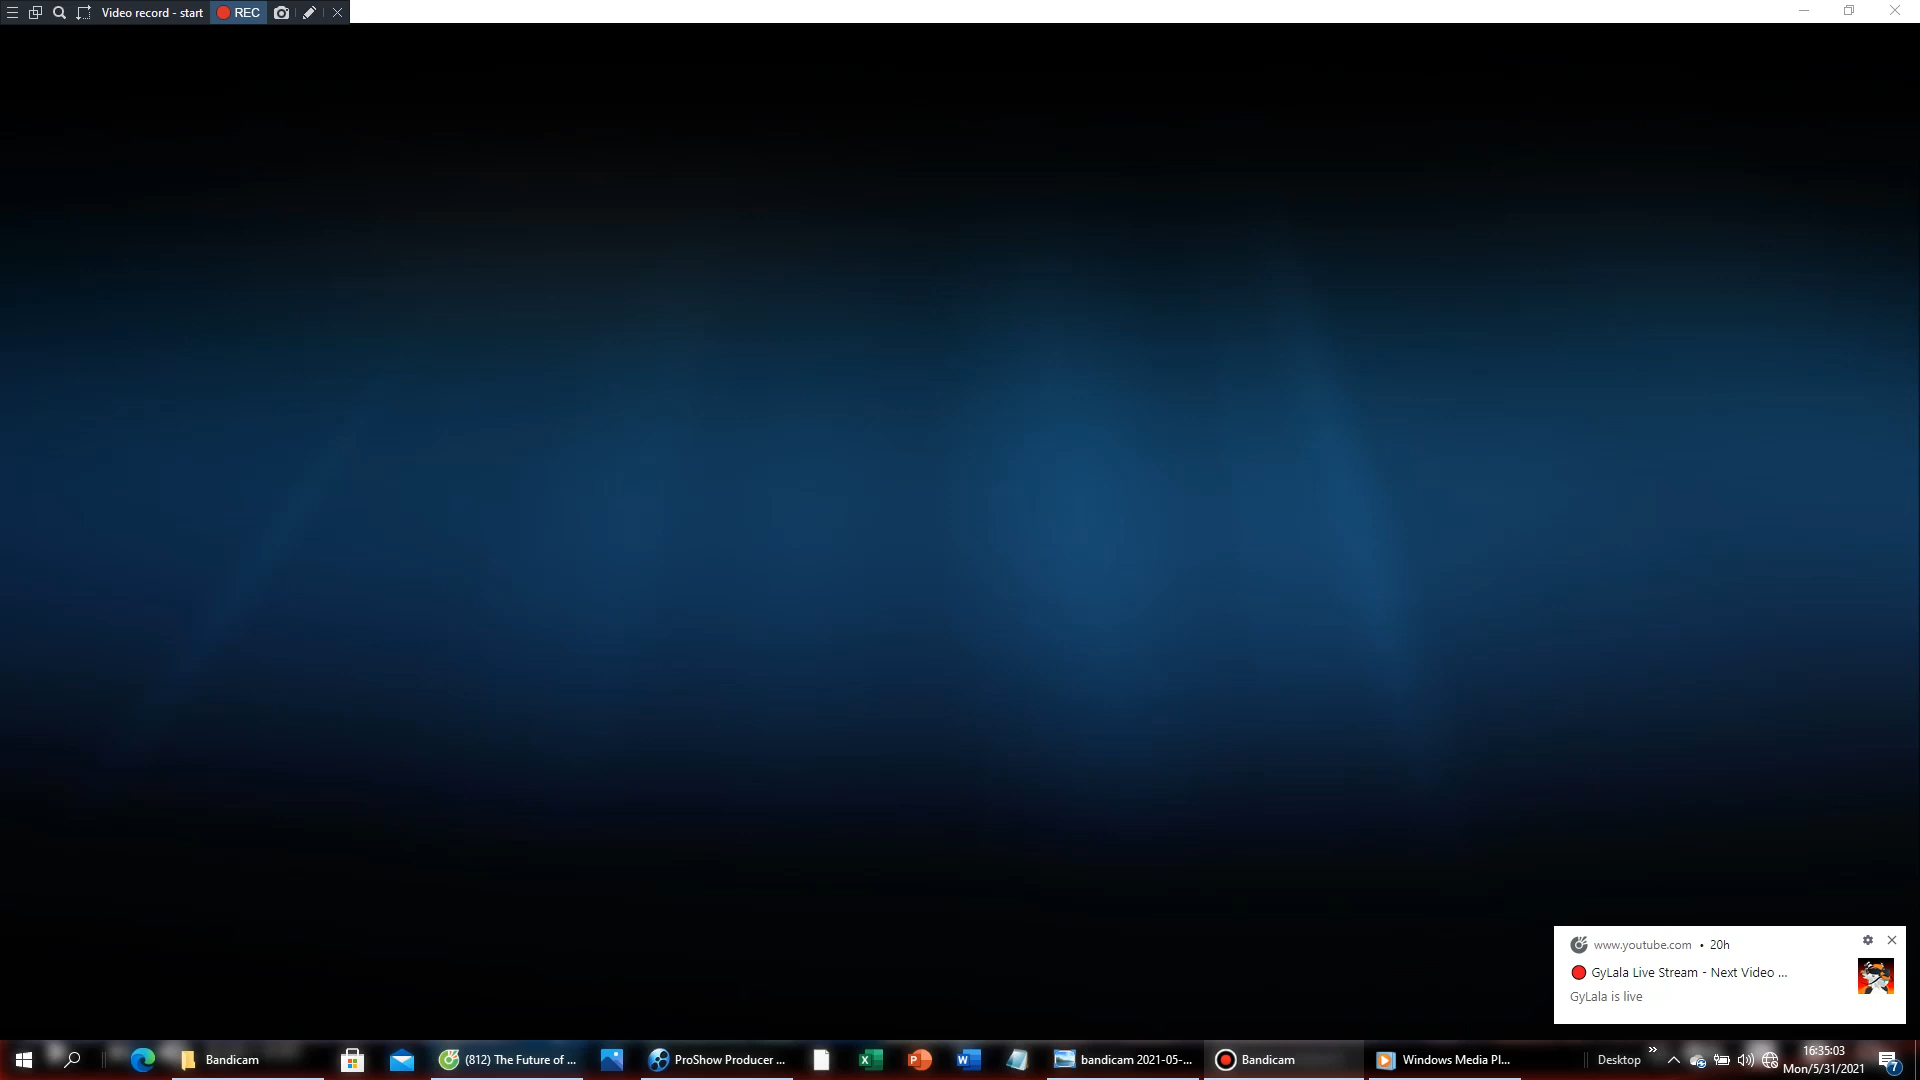 Video record - start
REC
www.youtube.com • 20h
GyLala Live Stream - Next Video ...
GyLala is live
Bandicam
(812) The Future of ...
ProShow Producer ...
bandicam 2021-05-...
Bandicam
Windows Media Pl...
Desktop
16:35:03
Mon/5/31/2021
7